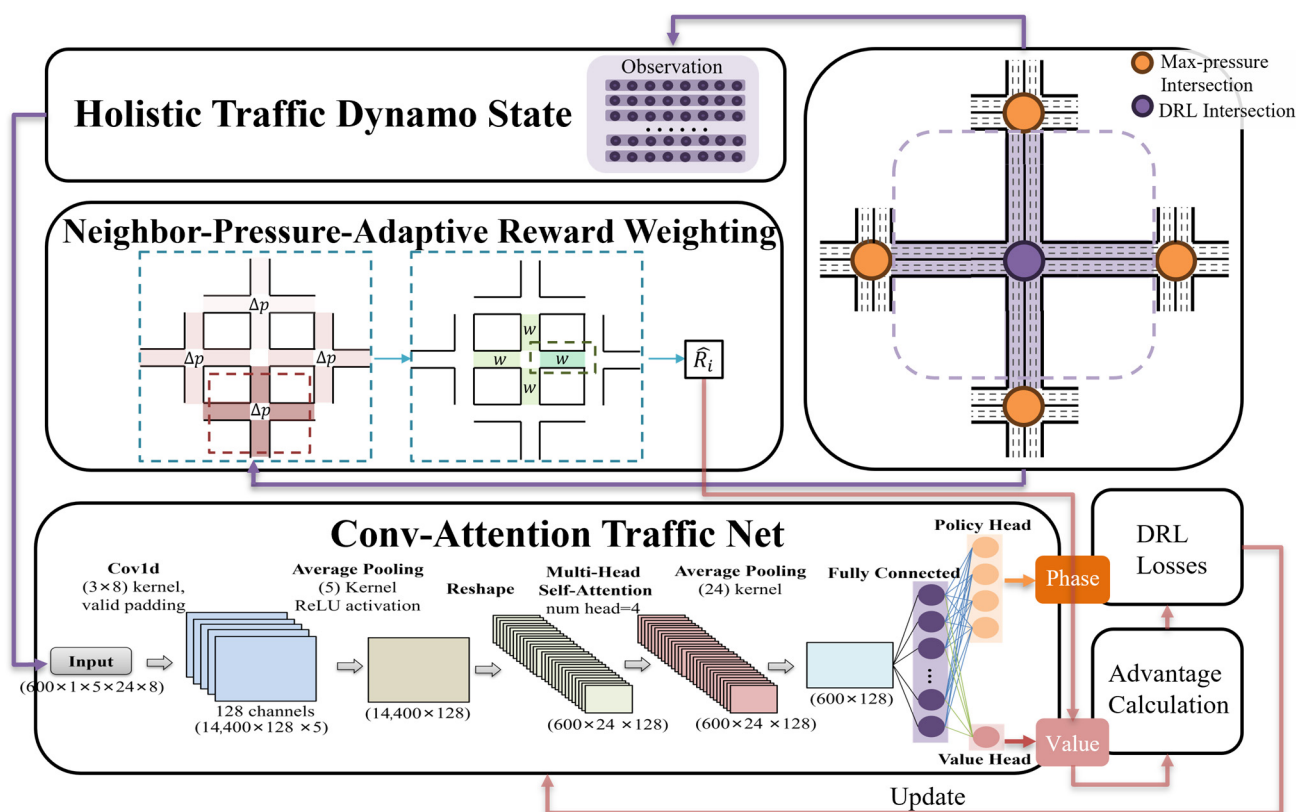 Observation
Holistic Traffic Dynamo State
......
Max-pressure
Intersection
DRL Intersection
Neighbor-Pressure-Adaptive Reward Weighting
Δp
Δp
Δp
Δp
w
w
w
w
R̂ᵢ
Conv-Attention Traffic Net
Cov1d
(3×8) kernel,
valid padding
Average Pooling
(5) Kernel
ReLU activation
Reshape
Multi-Head
Self-Attention
num head=4
Average Pooling
(24) kernel
Fully Connected
Policy Head
Input
(600×1×5×24×8)
128 channels
(14,400×128 ×5)
(14,400×128)
(600×24 ×128)
(600×24 ×128)
(600×128)
...
Value Head
Phase
Value
DRL
Losses
Advantage
Calculation
Update